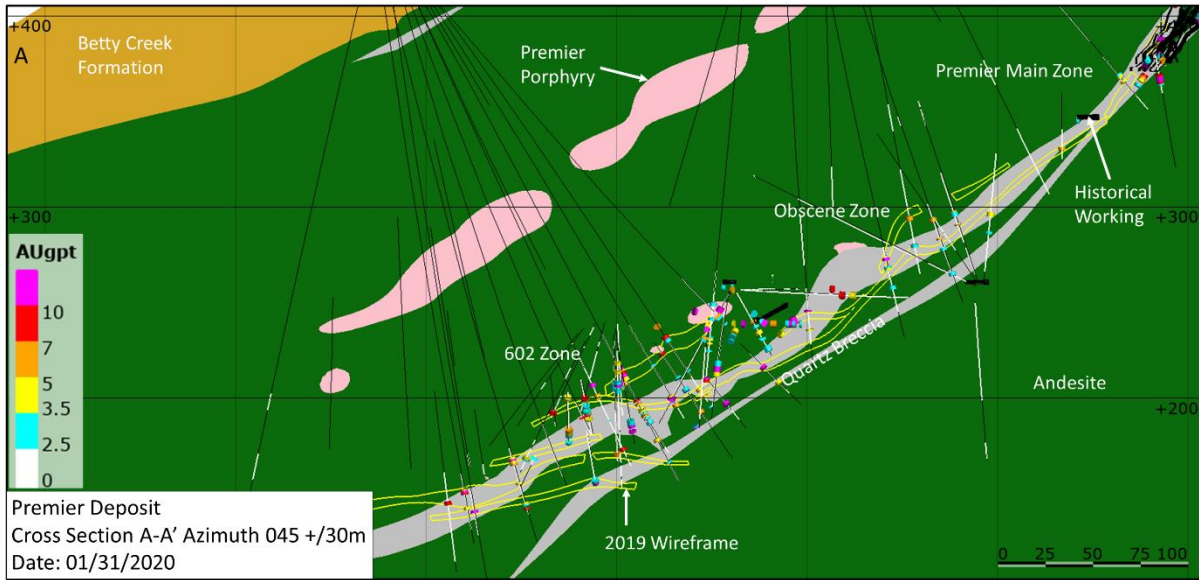 +400
A
Betty Creek
Formation
Premier
Porphyry
Premier Main Zone
+300
Obscene Zone
Historical
Working
+300
AUgpt
10
7
5
3.5
2.5
0
602 Zone
Quartz Breccia
Andesite
+200
Premier Deposit
Cross Section A-A’ Azimuth 045 +/30m
Date: 01/31/2020
2019 Wireframe
0 25 50 75 100